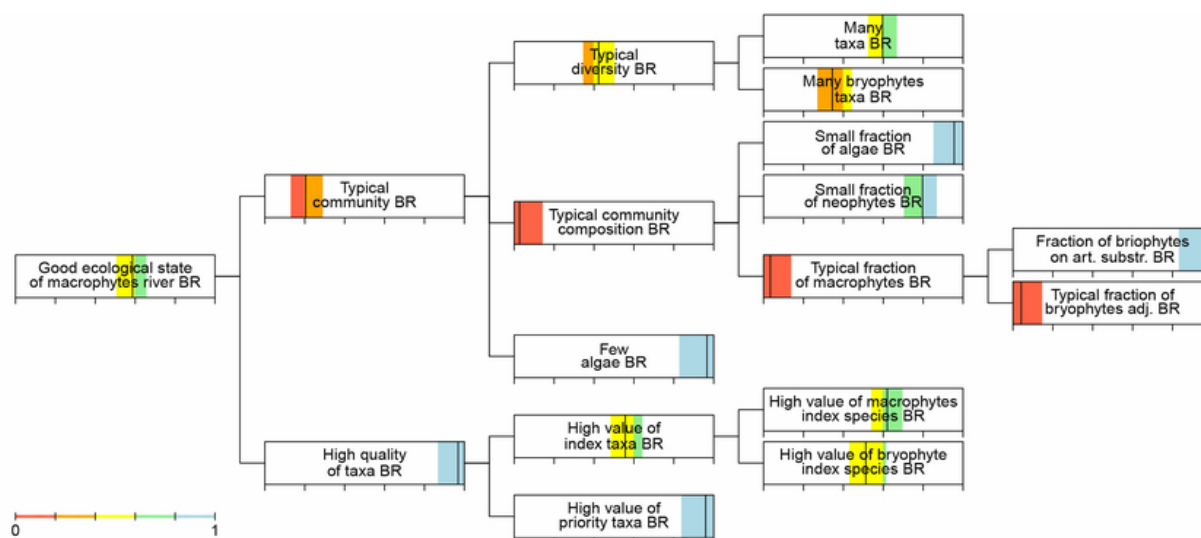 Many
taxa BR
Typical
diversity BR
Many bryophytes
taxa BR
Small fraction
of algae BR
Typical
community BR
Small fraction
of neophytes BR
Typical community
composition BR
Good ecological state
of macrophytes river BR
Typical fraction
of macrophytes BR
Fraction of briophytes
on art. substr. BR
Typical fraction of
bryophytes adj. BR
Few
algae BR
High value of macrophytes
index species BR
High value of
index taxa BR
High quality
of taxa BR
High value of bryophyte
index species BR
High value of
priority taxa BR
0 1